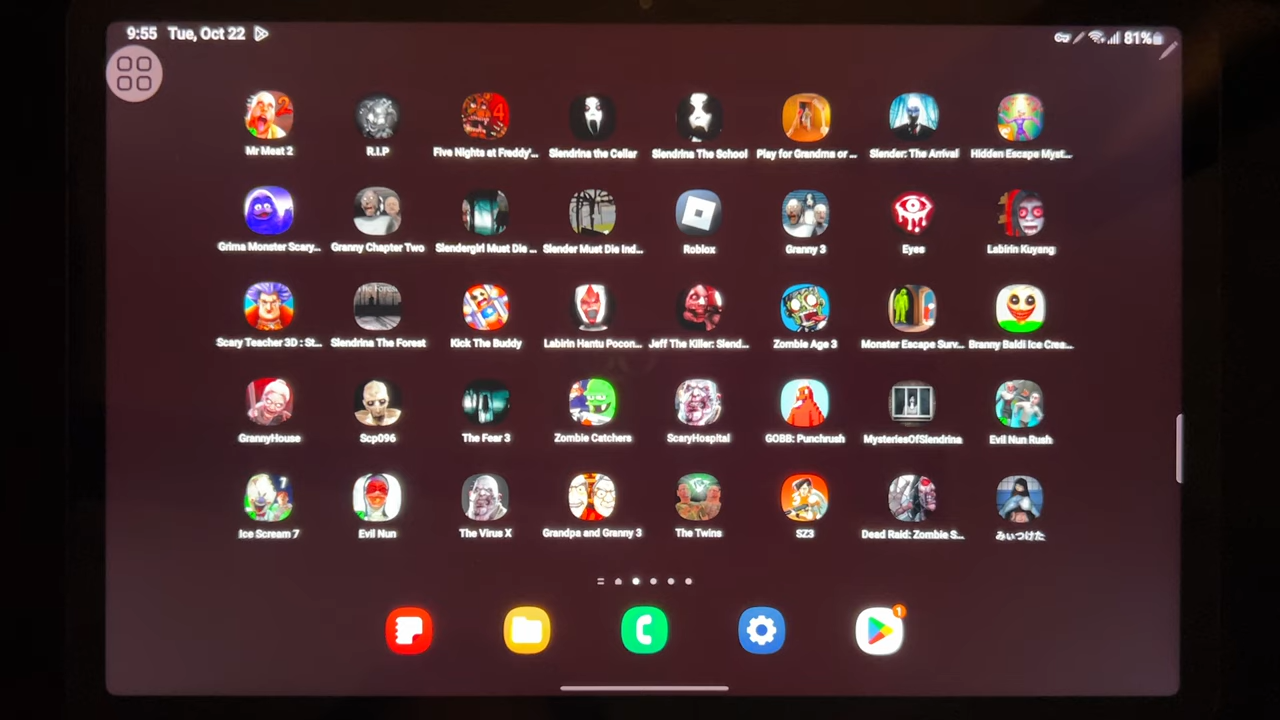 9:55 Tue, Oct 22
81%
Mr Meat 2
R.I.P
Five Nights at Freddy'...
Slendrina the Cellar
Slendrina The School
Play for Grandma or ...
Slender: The Arrival
Hidden Escape Myst...
Grima Monster Scary...
Granny Chapter Two
Slendergirl Must Die ...
Slender Must Die Ind...
Roblox
Granny 3
Eyes
Labirin Kuyang
Scary Teacher 3D : St...
Slendrina The Forest
Kick The Buddy
Labirin Hantu Pocon...
Jeff The Killer: Slend...
Zombie Age 3
Monster Escape Surv...
Branny Baldi Ice Crea...
GrannyHouse
Scp096
The Fear 3
Zombie Catchers
ScaryHospital
GOBB: Punchrush
MysteriesOfSlendrina
Evil Nun Rush
Ice Scream 7
Evil Nun
The Virus X
Grandpa and Granny 3
The Twins
SZ3
Dead Raid: Zombie S...
みぃつけた
1